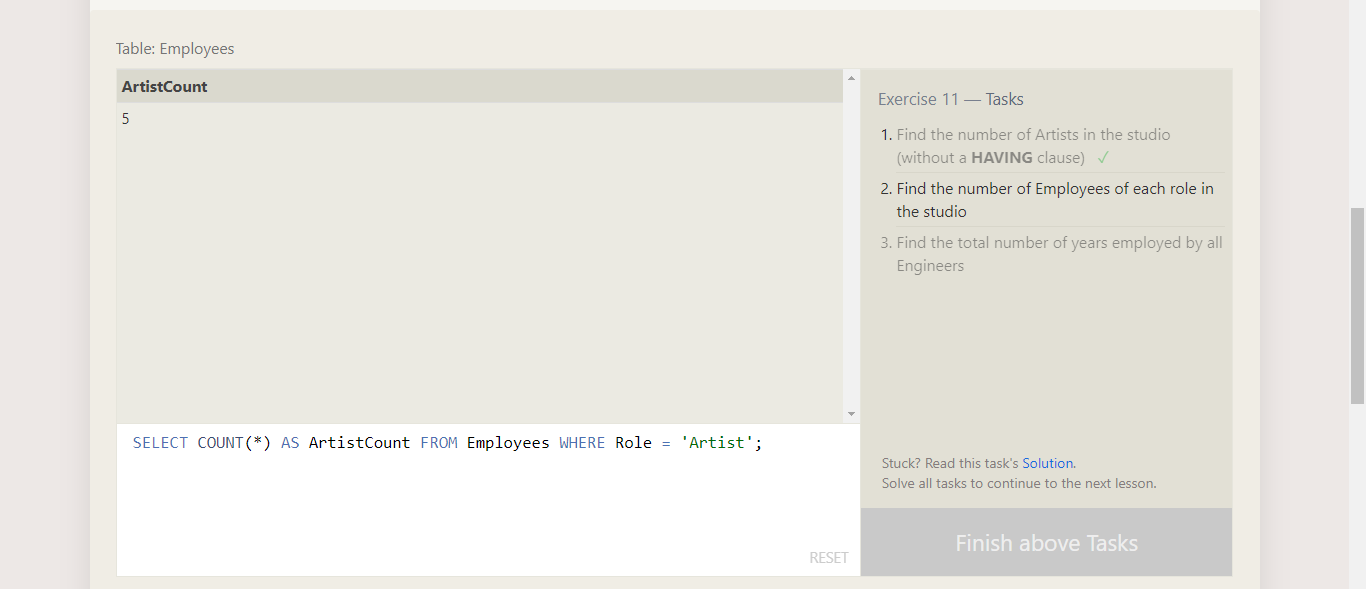 Table: Employees
ArtistCount
5
SELECT COUNT(*) AS ArtistCount FROM Employees WHERE Role = 'Artist';
RESET
Exercise 11 — Tasks
1. Find the number of Artists in the studio
(without a HAVING clause) ✓
2. Find the number of Employees of each role in
the studio
3. Find the total number of years employed by all
Engineers
Stuck? Read this task's Solution.
Solve all tasks to continue to the next lesson.
Finish above Tasks